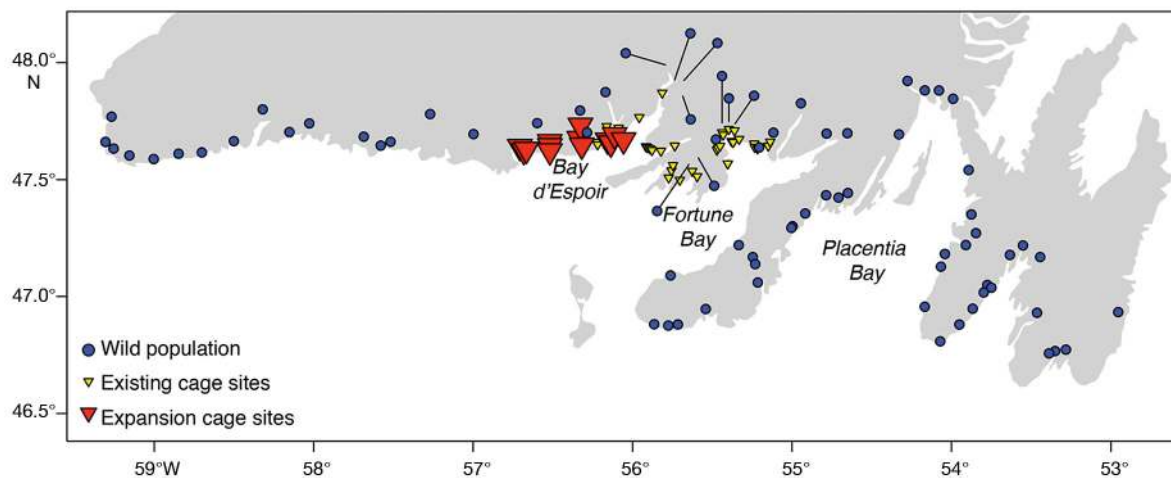 48.0°
N
47.5°
47.0°
46.5°
Bay
d'Espoir
Fortune
Bay
Placentia
Bay
Wild population
Existing cage sites
Expansion cage sites
59°W
58°
57°
56°
55°
54°
53°